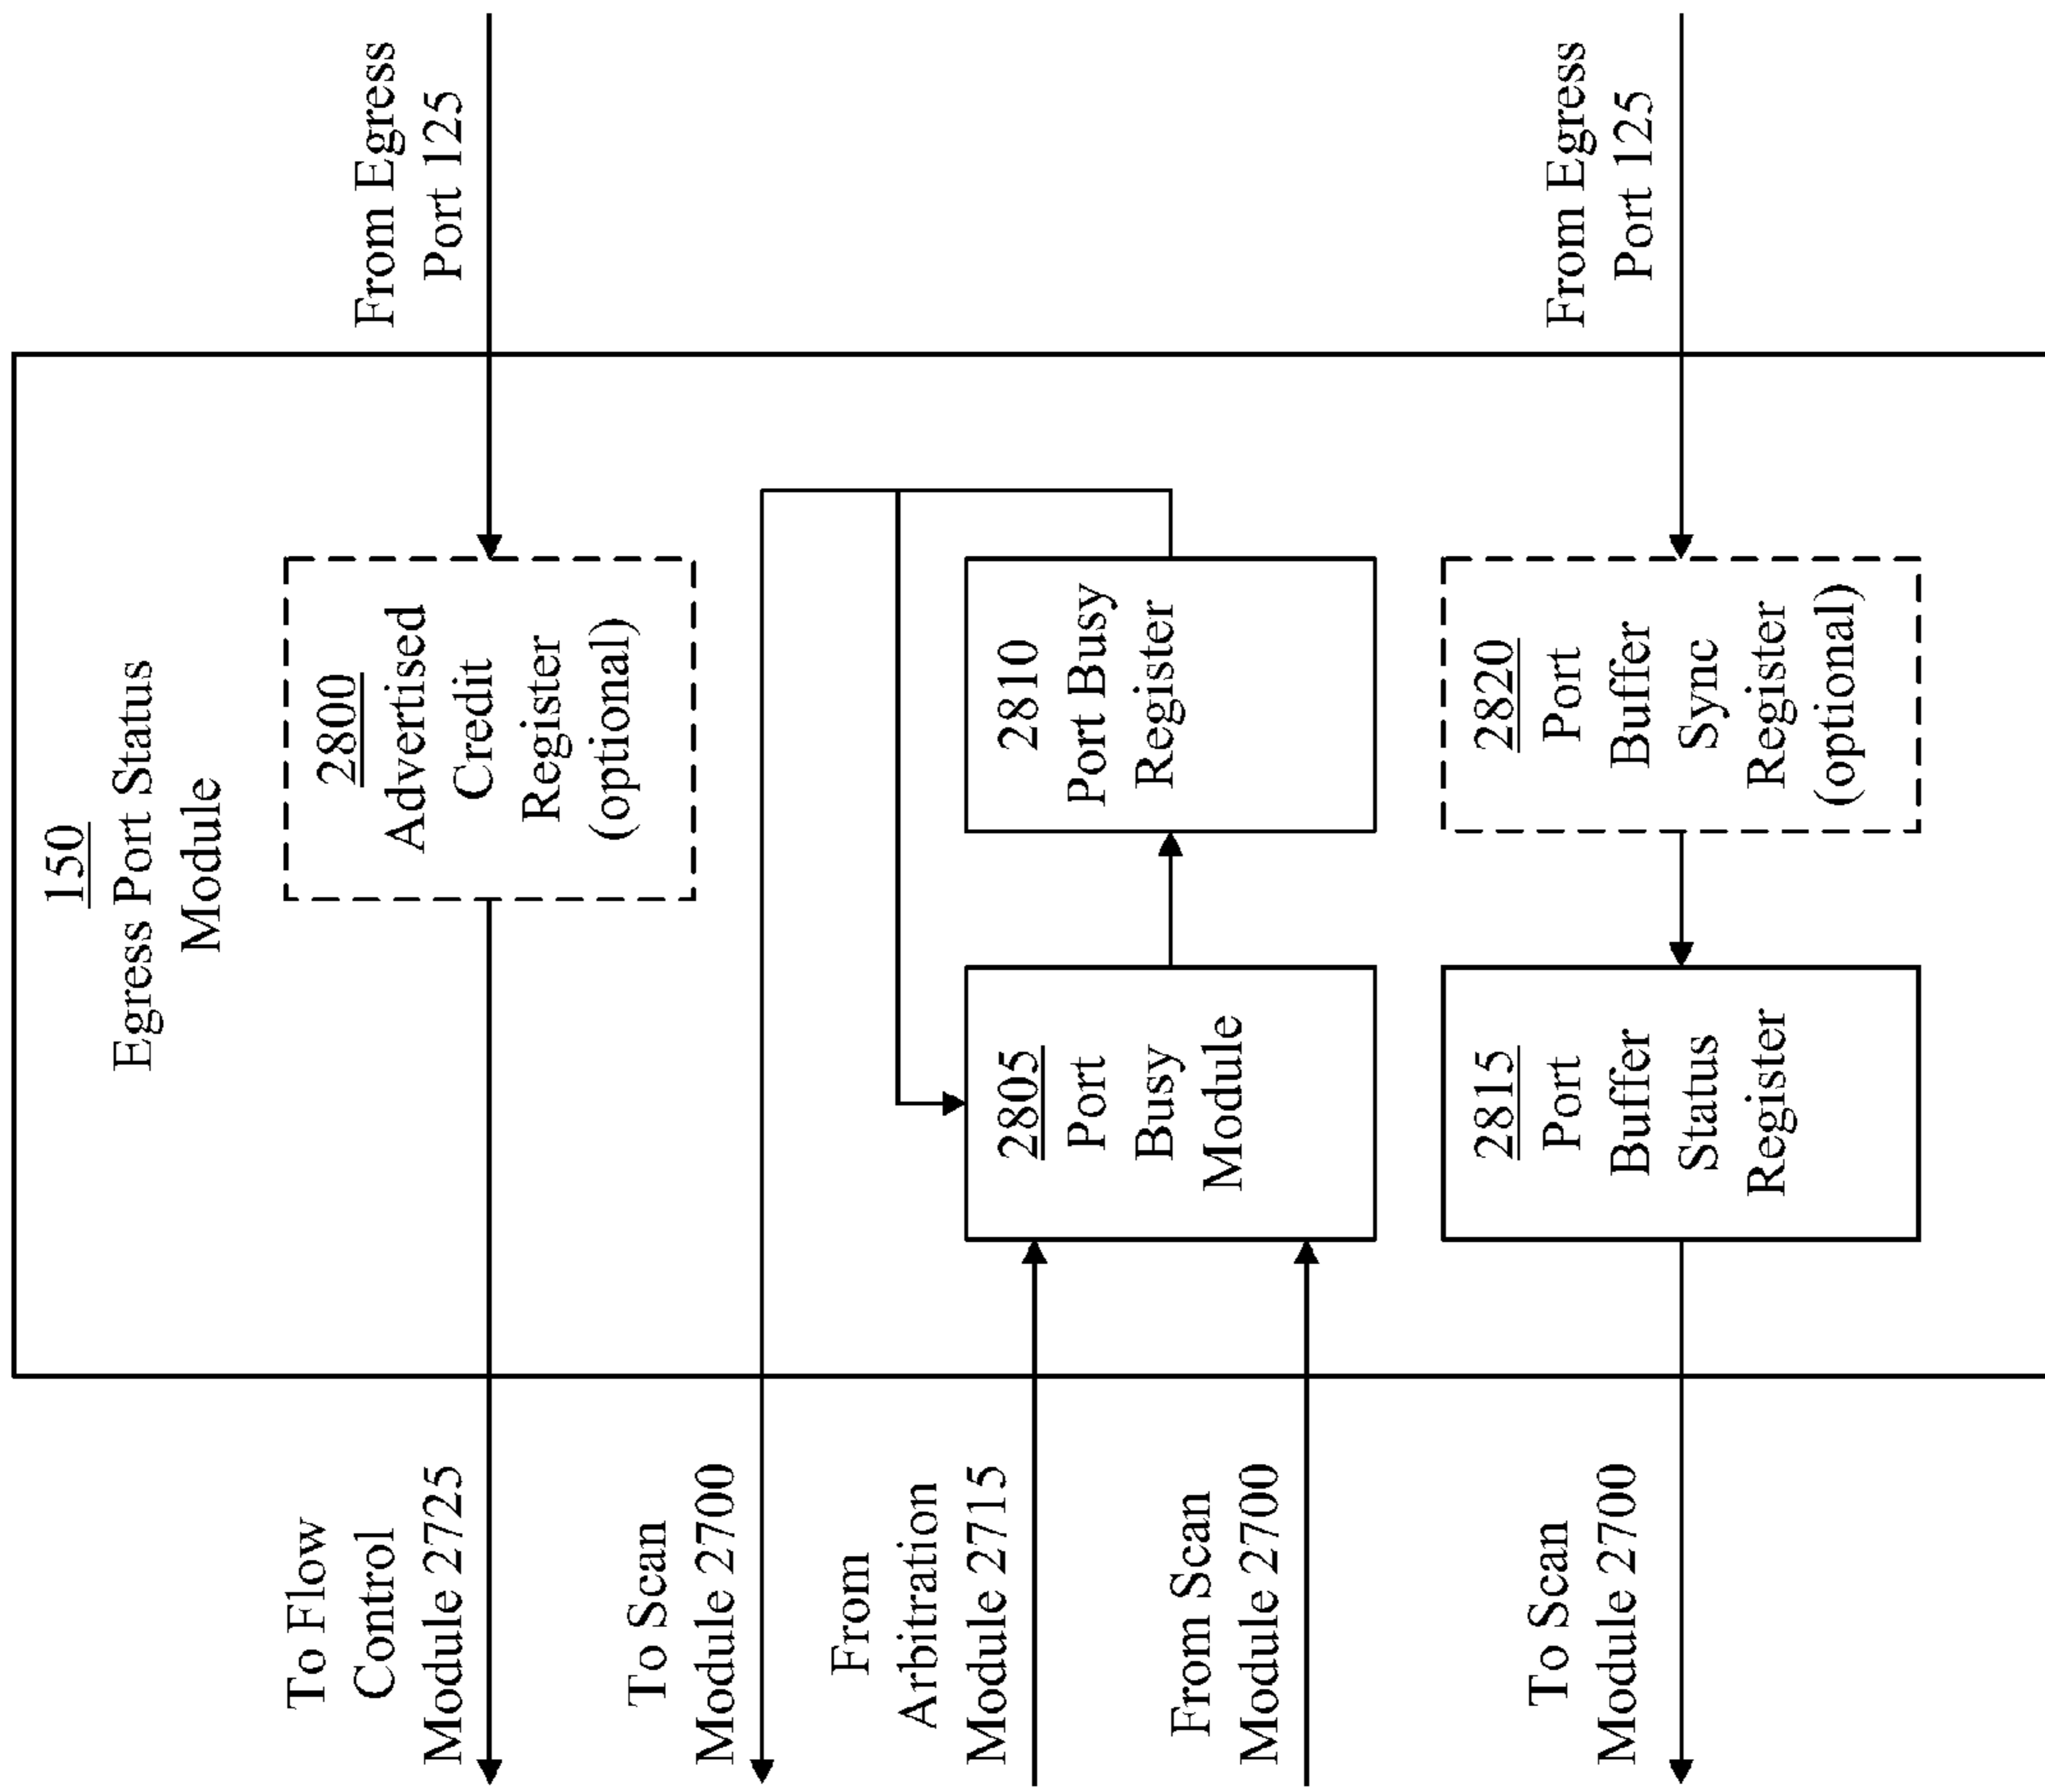 150
Egress Port Status
Module
To Flow
Control
Module 2725
2800
Advertised
Credit
Register
(optional)
From Egress
Port 125
To Scan
Module 2700
From
Arbitration
Module 2715
From Scan
Module 2700
2805
Port
Busy
Module
2810
Port Busy
Register
To Scan
Module 2700
2815
Port
Buffer
Status
Register
2820
Port
Buffer
Sync
Register
(optional)
From Egress
Port 125